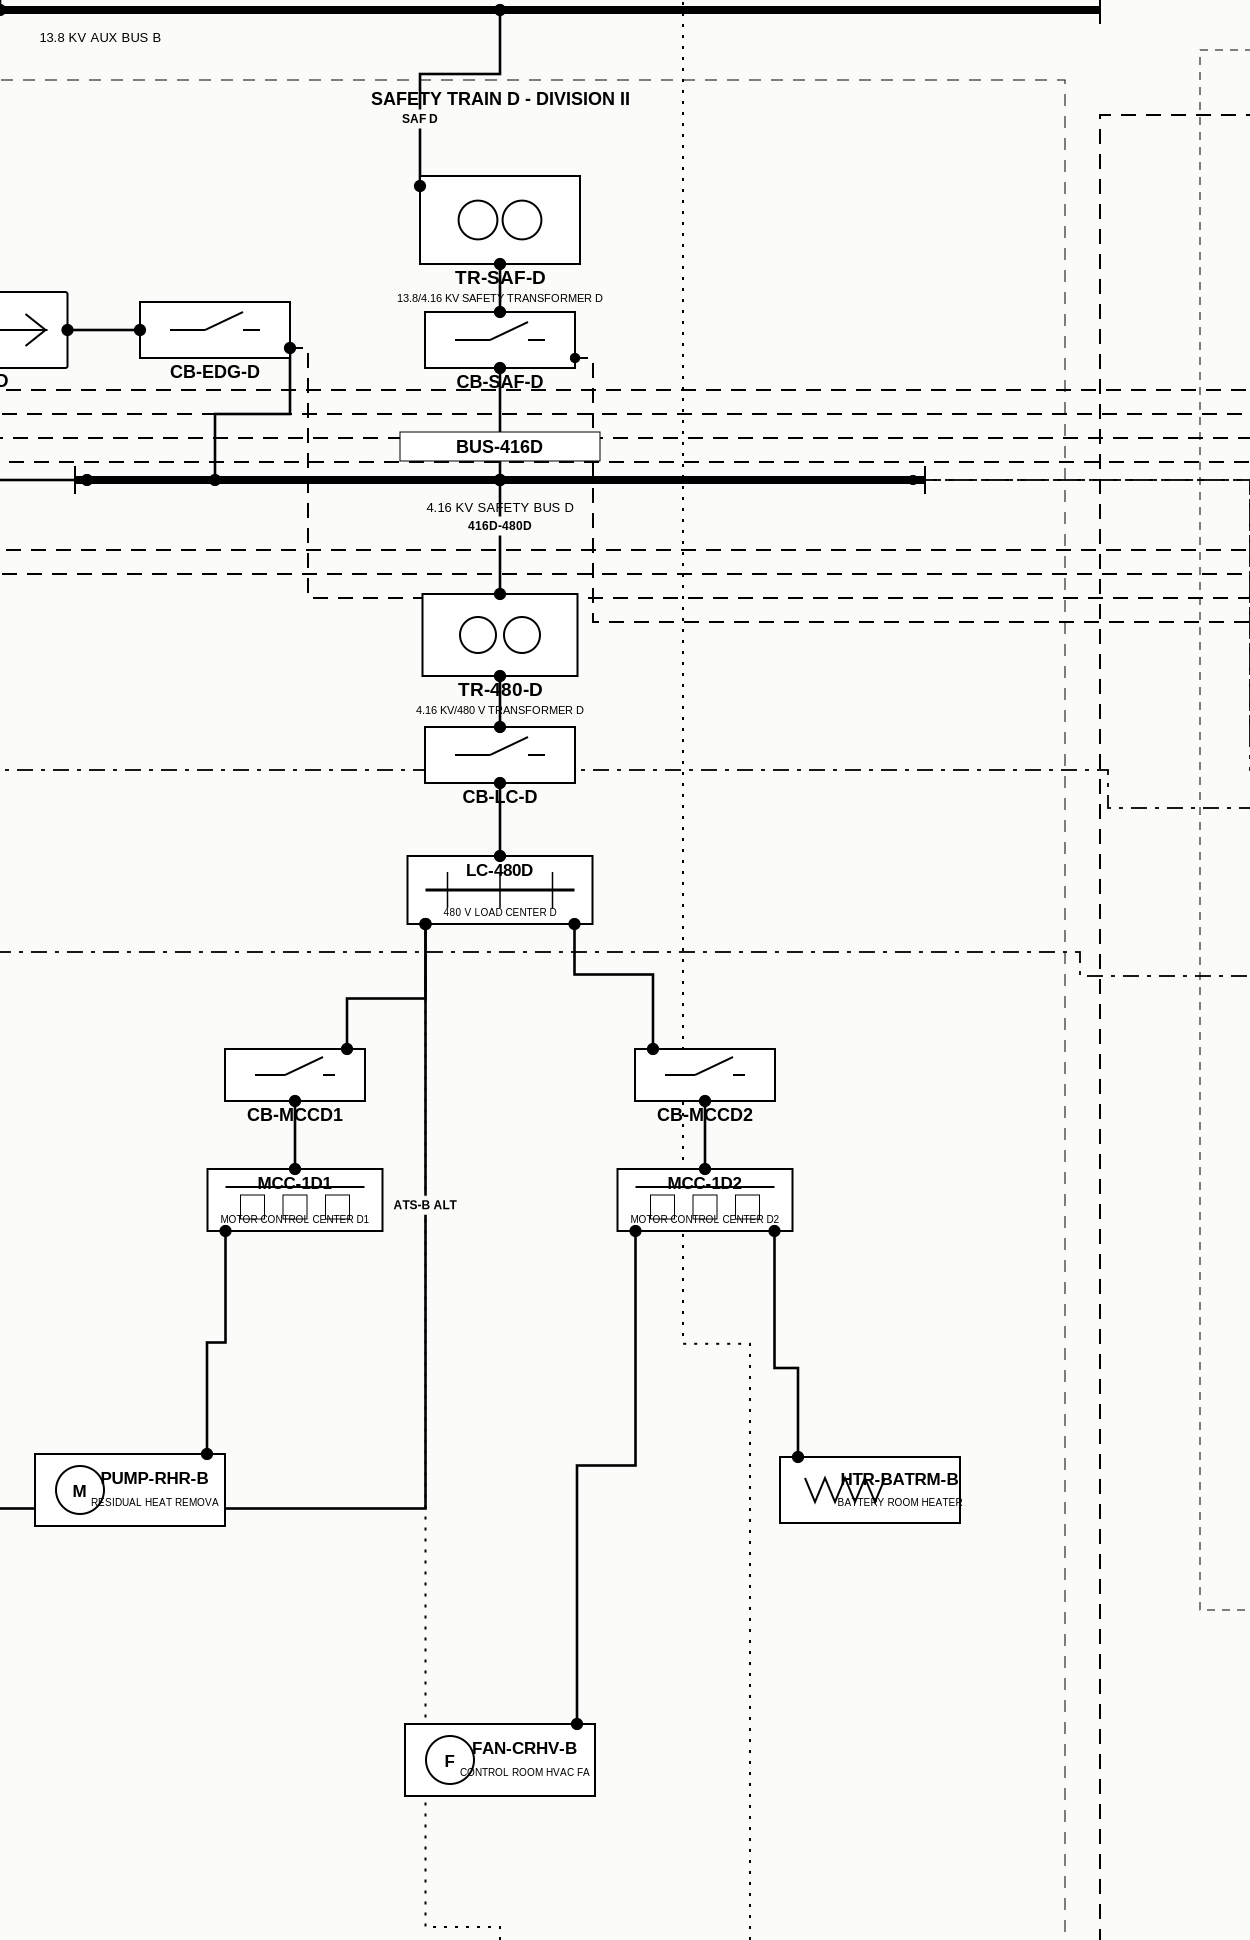 13.8 KV AUX BUS B
SAFETY TRAIN D - DIVISION II
SAF D
TR-SAF-D
13.8/4.16 KV SAFETY TRANSFORMER D
CB-EDG-D
D
CB-SAF-D
BUS-416D
4.16 KV SAFETY BUS D
416D-480D
TR-480-D
4.16 KV/480 V TRANSFORMER D
CB-LC-D
LC-480D
480 V LOAD CENTER D
CB-MCCD1
CB-MCCD2
MCC-1D1
MOTOR CONTROL CENTER D1
ATS-B ALT
MCC-1D2
MOTOR CONTROL CENTER D2
M
PUMP-RHR-B
RESIDUAL HEAT REMOVA
HTR-BATRM-B
BATTERY ROOM HEATER
F
FAN-CRHV-B
CONTROL ROOM HVAC FA